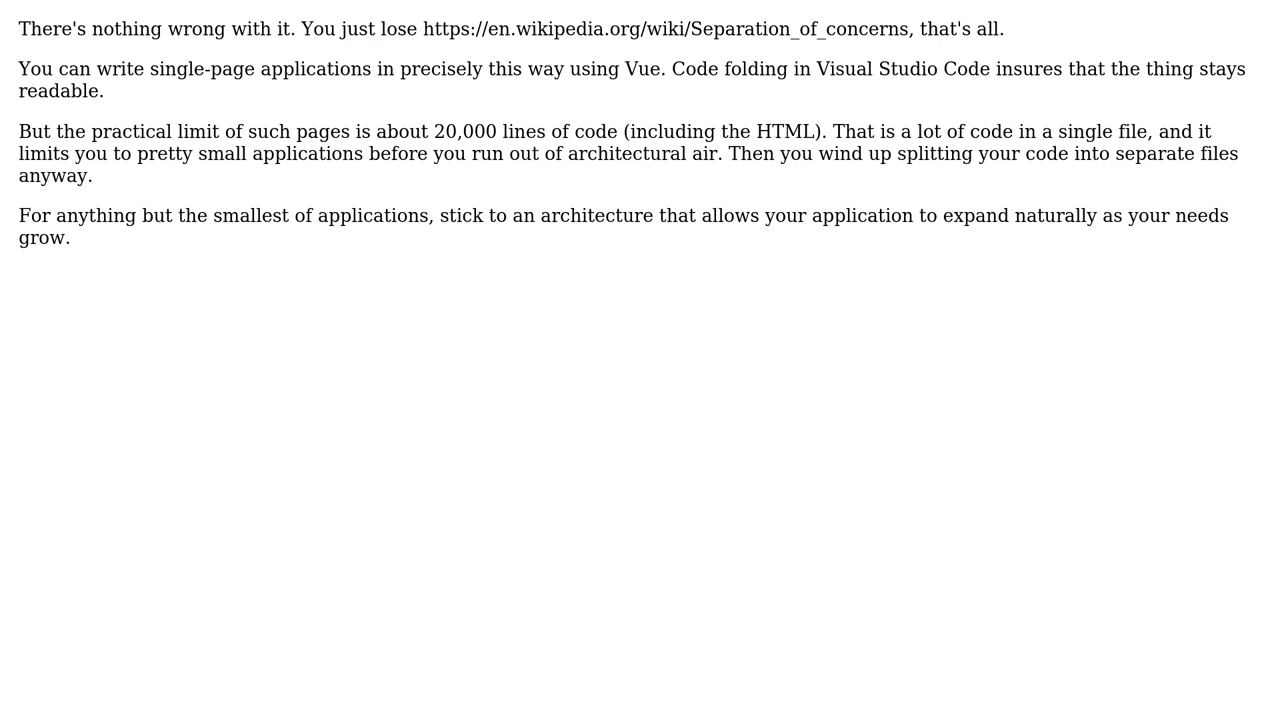 There's nothing wrong with it. You just lose https://en.wikipedia.org/wiki/Separation_of_concerns, that's all.
You can write single-page applications in precisely this way using Vue. Code folding in Visual Studio Code insures that the thing stays
readable.
But the practical limit of such pages is about 20,000 lines of code (including the HTML). That is a lot of code in a single file, and it
limits you to pretty small applications before you run out of architectural air. Then you wind up splitting your code into separate files
anyway.
For anything but the smallest of applications, stick to an architecture that allows your application to expand naturally as your needs
grow.